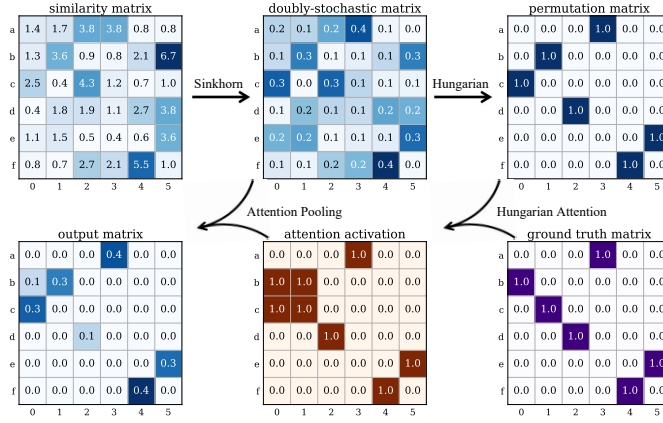 similarity matrix doubly-stochastic matrix permutation matrix
a 1.4 1.7 3.8 3.8 0.8 0.8 0.2 0.1 0.2 0.4 0.1 0.0 0.0 0.0 0.0 1.0 0.0 0.0
b 1.3 3.6 0.9 0.8 2.1 6.7 0.1 0.3 0.1 0.1 0.1 0.3 0.0 1.0 0.0 0.0 0.0 0.0
Sinkhorn Hungarian
c 2.5 0.4 4.3 1.2 0.7 1.0 0.3 0.0 0.3 0.1 0.1 0.0 1.0 0.0 0.0 0.0 0.0 0.0
d 0.4 1.8 1.9 1.1 2.7 3.8 0.1 0.2 0.1 0.1 0.2 0.2 0.0 0.0 1.0 0.0 0.0 0.0
e 1.1 1.5 0.5 0.4 0.6 3.6 0.2 0.2 0.1 0.1 0.1 0.3 0.0 0.0 0.0 0.0 0.0 1.0
f 0.8 0.7 2.7 2.1 5.5 1.0 0.1 0.1 0.2 0.2 0.4 0.0 0.0 0.0 0.0 0.0 1.0 0.0
0 1 2 3 4 5 0 1 2 3 4 5 0 1 2 3 4 5
Attention Pooling Hungarian Attention
output matrix attention activation ground truth matrix
a 0.0 0.0 0.0 0.4 0.0 0.0 0.0 0.0 0.0 1.0 0.0 0.0 0.0 0.0 0.0 1.0 0.0 0.0
b 0.1 0.3 0.0 0.0 0.0 0.0 1.0 1.0 0.0 0.0 0.0 0.0 1.0 0.0 0.0 0.0 0.0 0.0
c 0.3 0.0 0.0 0.0 0.0 0.0 1.0 1.0 0.0 0.0 0.0 0.0 0.0 1.0 0.0 0.0 0.0 0.0
d 0.0 0.0 0.1 0.0 0.0 0.0 0.0 0.0 1.0 0.0 0.0 0.0 0.0 0.0 1.0 0.0 0.0 0.0
e 0.0 0.0 0.0 0.0 0.0 0.3 0.0 0.0 0.0 0.0 0.0 1.0 0.0 0.0 0.0 0.0 0.0 1.0
f 0.0 0.0 0.0 0.0 0.4 0.0 0.0 0.0 0.0 0.0 1.0 0.0 0.0 0.0 0.0 0.0 1.0 0.0
0 1 2 3 4 5 0 1 2 3 4 5 0 1 2 3 4 5